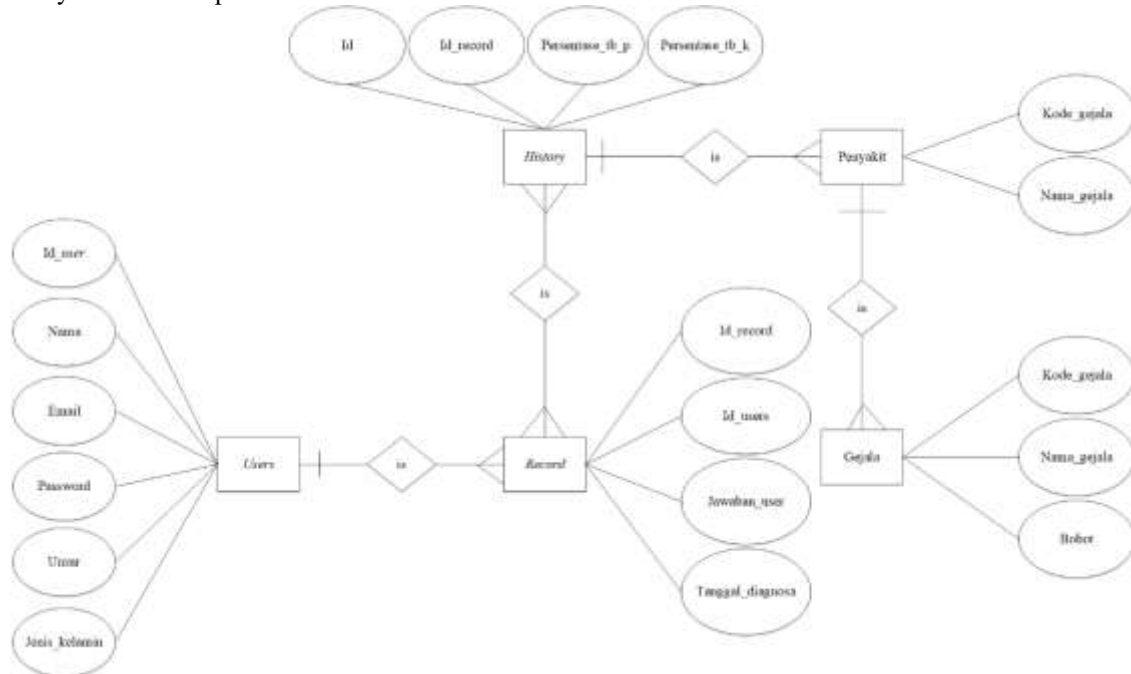 Id
Id_record
Persentase_tb_p
Persentase_tb_k
History
is
Penyakit
Kode_gejala
Nama_gejala
Id_user
Nama
Email
Password
Umur
Jenis_kelamin
is
is
Id_record
Id_users
Jawaban_user
Tanggal_diagnosa
Users
is
Record
Gejala
Kode_gejala
Nama_gejala
Bobot